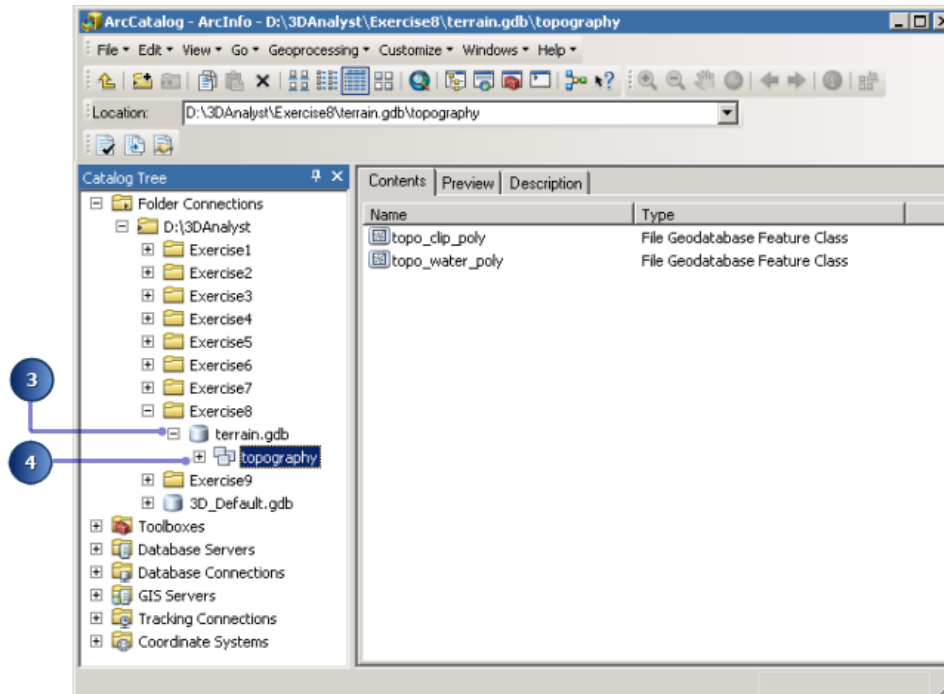 ArcCatalog - ArcInfo - D:\3DAnalyst\Exercise8\terrain.gdb\topography
File Edit View Go Geoprocessing Customize Windows Help
Location: D:\3DAnalyst\Exercise8\terrain.gdb\topography
Catalog Tree
Folder Connections
D:\3DAnalyst
Exercise1
Exercise2
Exercise3
Exercise4
Exercise5
Exercise6
Exercise7
Exercise8
3
terrain.gdb
4
topography
Exercise9
3D_Default.gdb
Toolboxes
Database Servers
Database Connections
GIS Servers
Tracking Connections
Coordinate Systems
Contents Preview Description
Name Type
topo_clip_poly File Geodatabase Feature Class
topo_water_poly File Geodatabase Feature Class